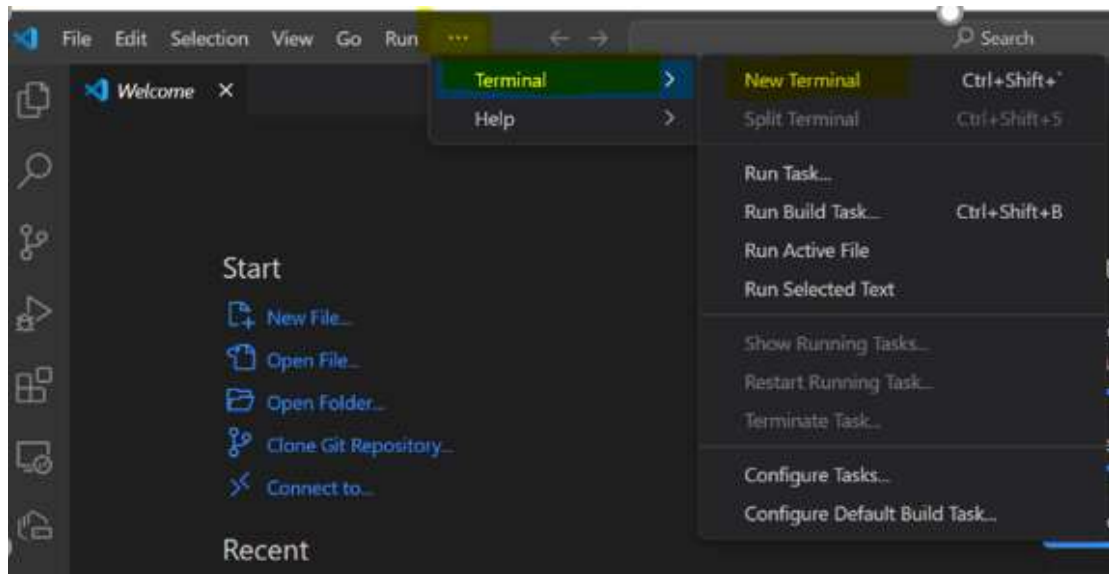 File Edit Selection View Go Run ... Search
Welcome
Terminal
Help
New Terminal Ctrl+Shift+`
Split Terminal Ctrl+Shift+5
Run Task...
Run Build Task... Ctrl+Shift+B
Run Active File
Run Selected Text
Show Running Tasks...
Restart Running Task...
Terminate Task...
Configure Tasks...
Configure Default Build Task...
Start
New File...
Open File...
Open Folder...
Clone Git Repository...
Connect to...
Recent